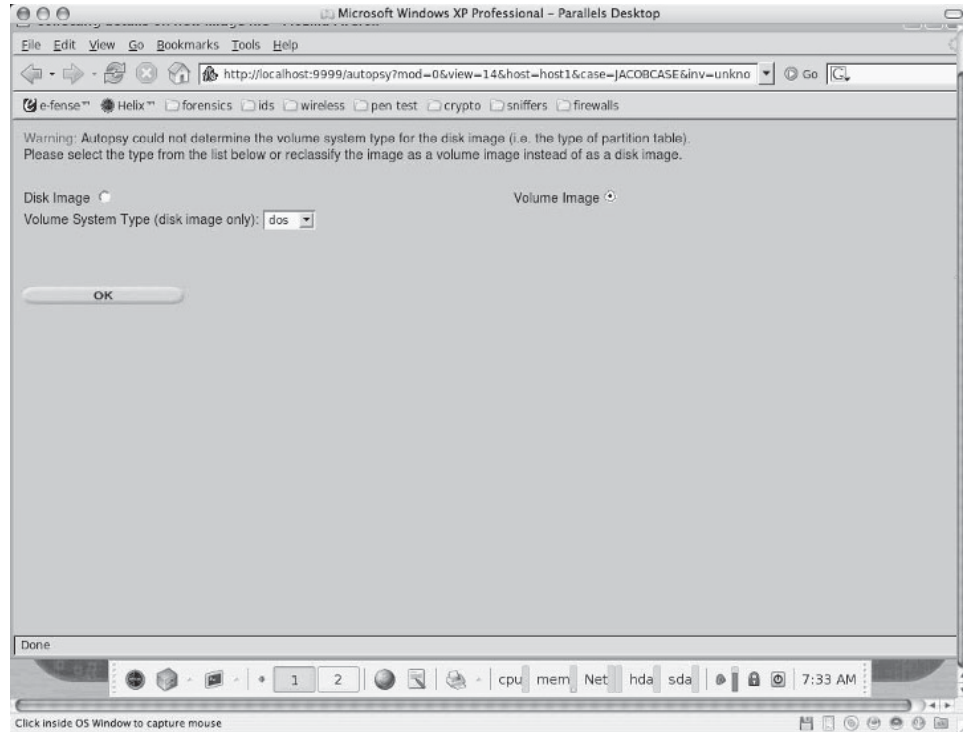 Microsoft Windows XP Professional – Parallels Desktop
File Edit View Go Bookmarks Tools Help
http://localhost:9999/autopsy?mod=0&view=14&host=host1&case=JACOBCASE&inv=unkno Go G
e-fense™ Helix™ forensics ids wireless pen test crypto sniffers firewalls
Warning: Autopsy could not determine the volume system type for the disk image (i.e. the type of partition table).
Please select the type from the list below or reclassify the image as a volume image instead of as a disk image.
Disk Image Volume Image
Volume System Type (disk image only): dos
OK
Done
1 2 cpu mem Net hda sda 7:33 AM
Click inside OS Window to capture mouse